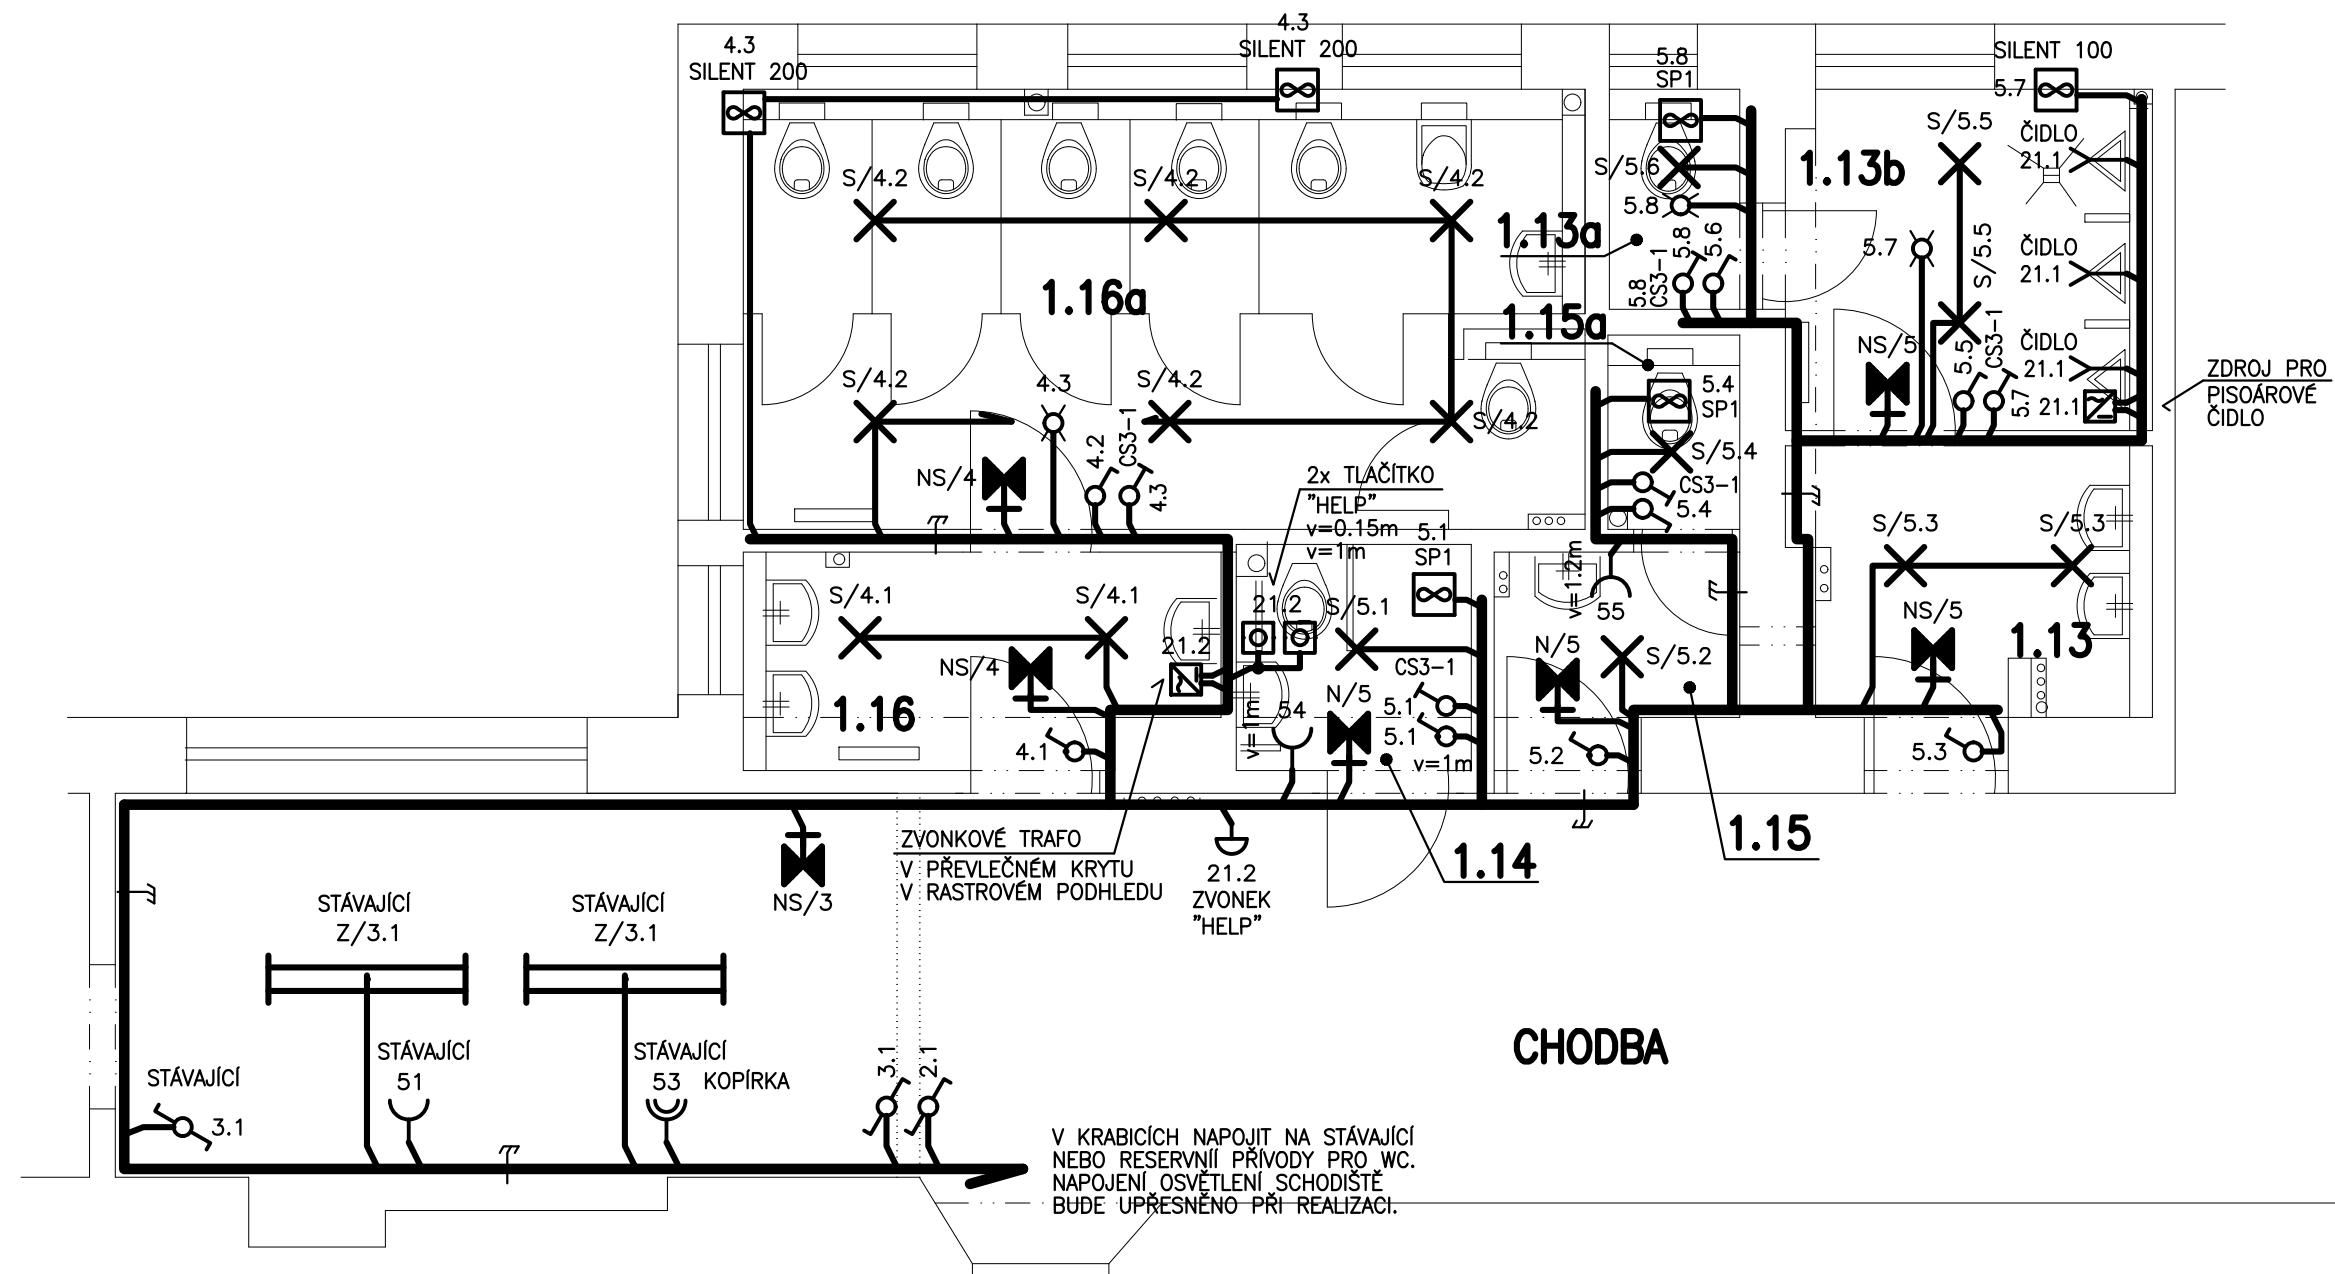 4.3
SILENT 200
4.3
SILENT 200
5.8
SP1
SILENT 100
5.7
S/4.2
S/4.2
S/4.2
S/5.6
5.8
1.13a
5.8
5.6
5.8
CS3-1
1.13b
S/5.5
ČIDLO
21.1
5.7
S/5.5
ČIDLO
21.1
1.16a
1.15a
NS/5
5.5
CS3-1
5.7
ČIDLO
21.1
21.1
ZDROJ PRO
PISOÁROVÉ
ČIDLO
S/4.2
4.3
S/4.2
S/4.2
5.4
SP1
NS/4
4.2
CS3-1
4.3
2x TLAČÍTKO
"HELP"
v=0.15m
v=1m
S/5.4
CS3-1
5.4
5.1
SP1
v=1.2m
55
S/5.3
S/5.3
S/4.1
S/4.1
21.2
21.2
S/5.1
NS/4
1.16
4.1
v=1m
54
N/5
CS3-1
5.1
5.1
v=1m
N/5
S/5.2
5.2
NS/5
1.13
5.3
1.14
1.15
NS/3
ZVONKOVÉ TRAFO
V PŘEVLEČNÉM KRYTU
V RASTROVÉM PODHLEDU
21.2
ZVONEK
"HELP"
STÁVAJÍCÍ
Z/3.1
STÁVAJÍCÍ
Z/3.1
STÁVAJÍCÍ
3.1
STÁVAJÍCÍ
51
STÁVAJÍCÍ
53 KOPÍRKA
3.1
2.1
CHODBA
V KRABICÍCH NAPOJIT NA STÁVAJÍCÍ
NEBO RESERVNÍÍ PŘÍVODY PRO WC.
NAPOJENÍ OSVĚTLENÍ SCHODIŠTĚ
BUDE UPŘESNĚNO PŘI REALIZACI.